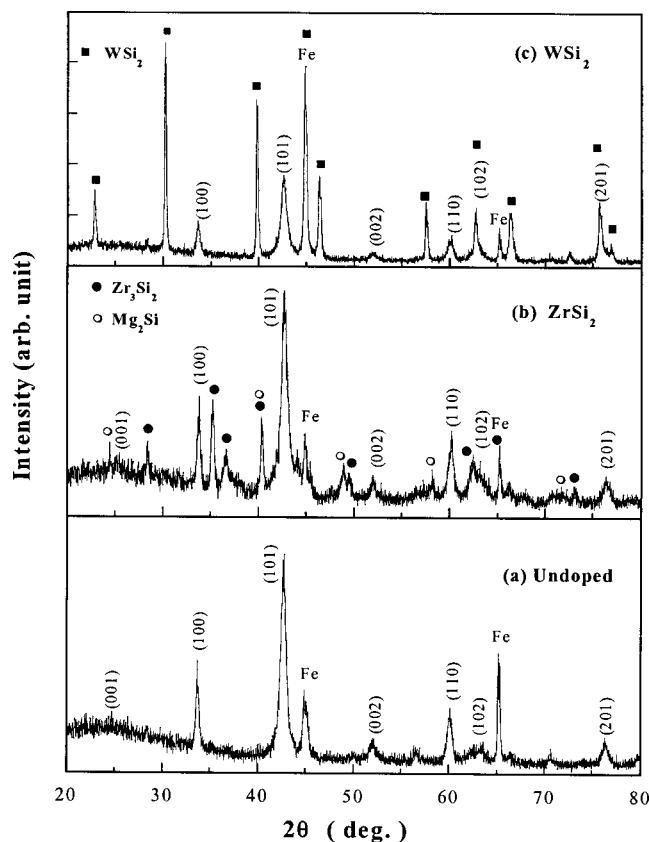 Intensity (arb. unit)
■ WSi₂
Fe
(c) WSi₂
(100)
(101)
(002)
(110)
(102)
Fe
(201)
● Zr₃Si₂
○ Mg₂Si
(b) ZrSi₂
(001)
(100)
(101)
Fe
(002)
(110)
(102)
Fe
(201)
(a) Undoped
(001)
(100)
(101)
Fe
(002)
(110)
(102)
Fe
(201)
20 30 40 50 60 70 80
2θ ( deg. )